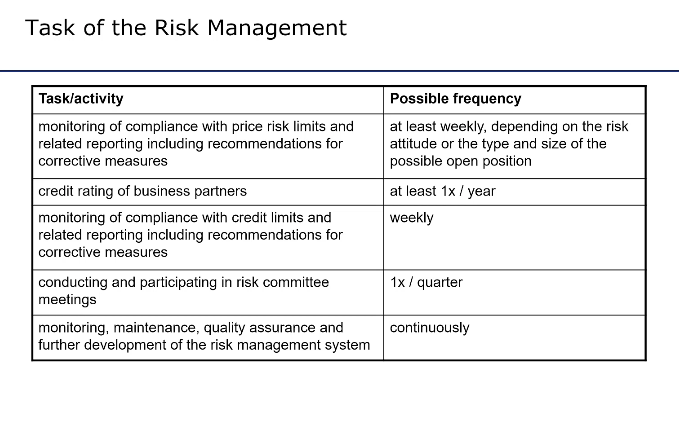 Task of the Risk Management
Task/activity
Possible frequency
monitoring of compliance with price risk limits and
related reporting including recommendations for
corrective measures
at least weekly, depending on the risk
attitude or the type and size of the
possible open position
credit rating of business partners
at least 1x / year
monitoring of compliance with credit limits and
related reporting including recommendations for
corrective measures
weekly
conducting and participating in risk committee
meetings
1x / quarter
monitoring, maintenance, quality assurance and
further development of the risk management system
continuously